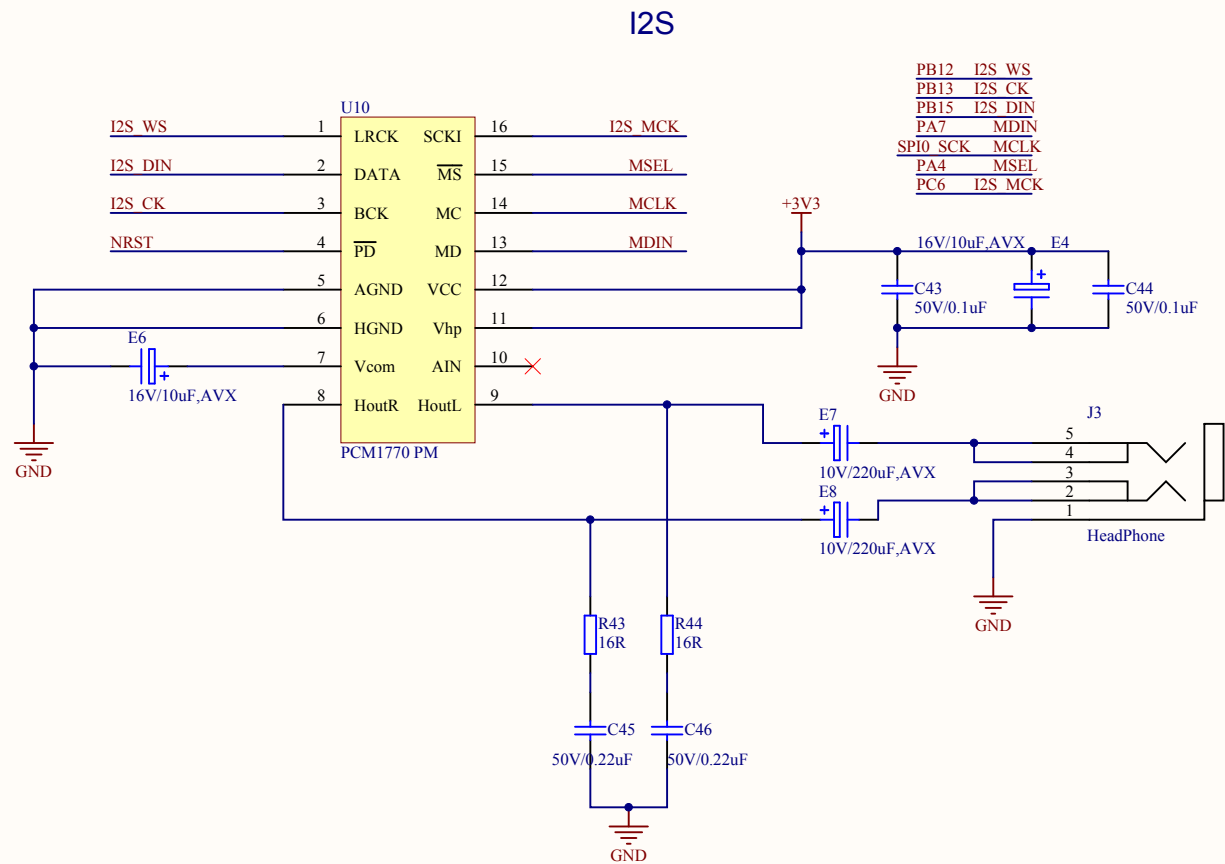 I2S
PB12 I2S_WS
PB13 I2S_CK
PB15 I2S_DIN
PA7 MDIN
SPI0_SCK MCLK
PA4 MSEL
PC6 I2S_MCK
U10
I2S_WS 1 LRCK SCKI 16 I2S_MCK
I2S_DIN 2 DATA MS 15 MSEL
I2S_CK 3 BCK MC 14 MCLK
NRST 4 PD MD 13 MDIN
5 AGND VCC 12
6 HGND Vhp 11
7 Vcom AIN 10
8 HoutR HoutL 9
PCM1770 PM
E6
16V/10uF,AVX
GND
+3V3
16V/10uF,AVX E4
C43
50V/0.1uF
C44
50V/0.1uF
GND
E7
10V/220uF,AVX
E8
10V/220uF,AVX
J3
5
4
3
2
1
HeadPhone
GND
R43
16R
R44
16R
C45
50V/0.22uF
C46
50V/0.22uF
GND